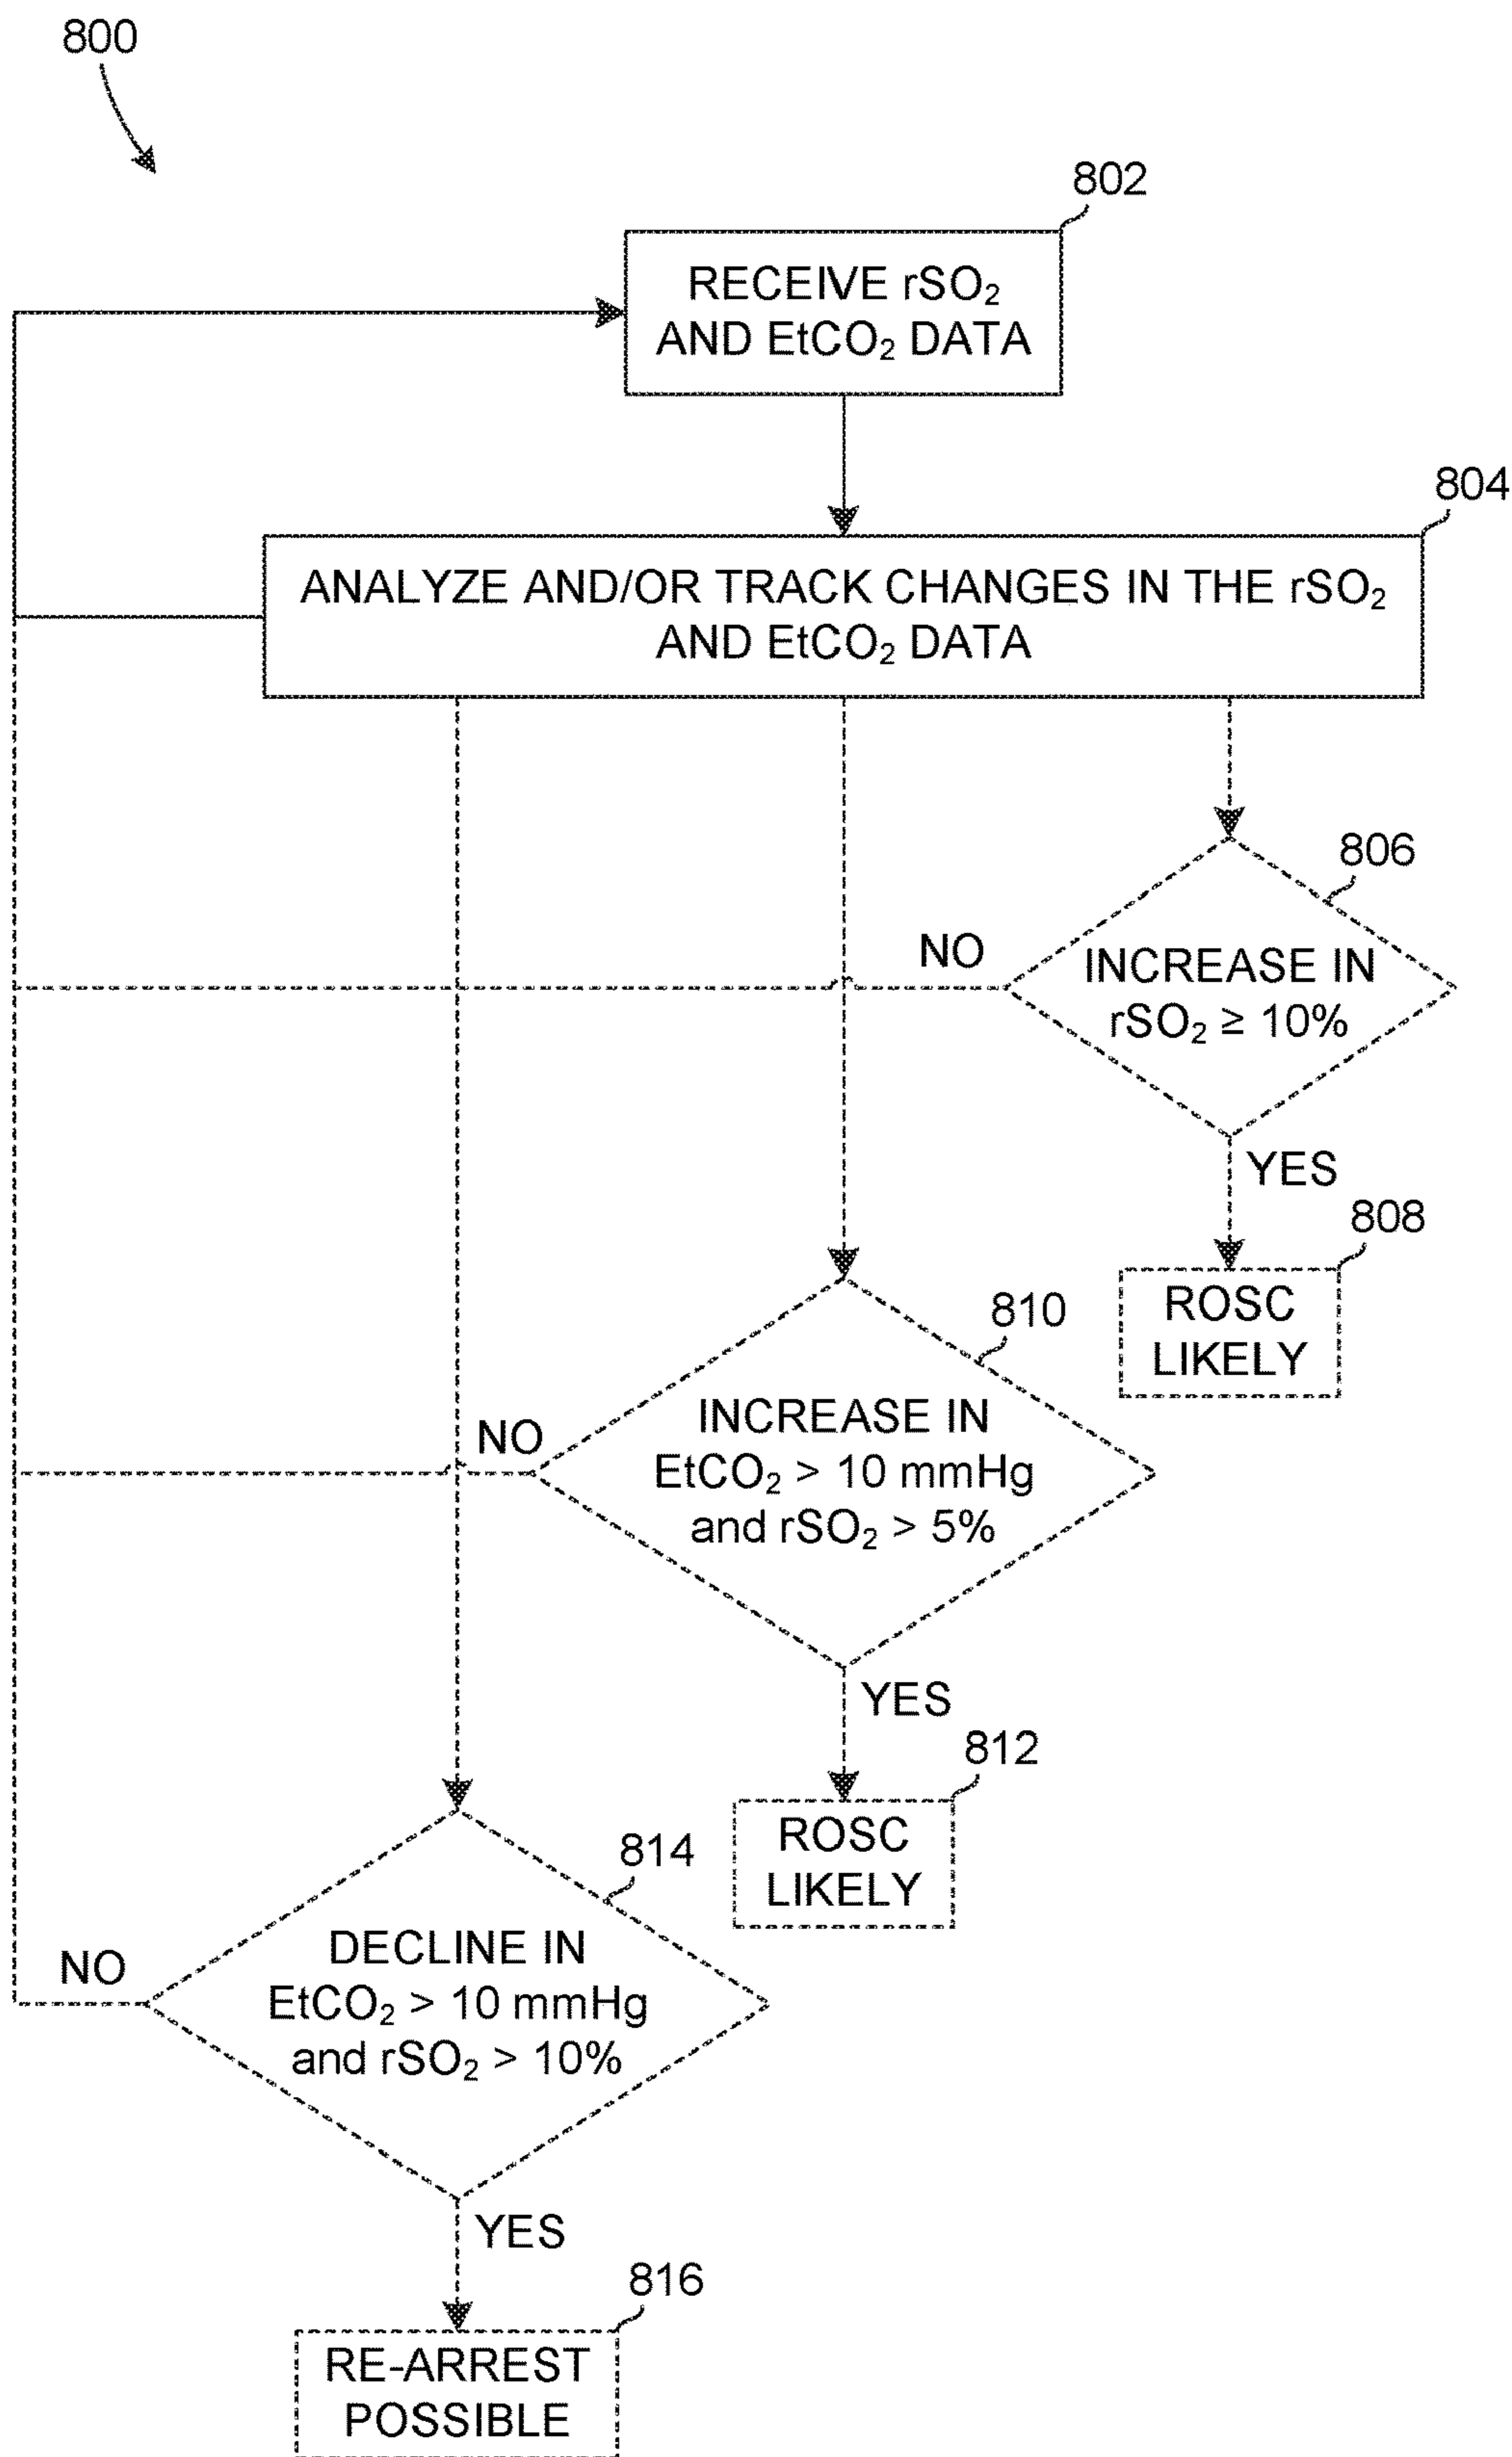 800
802
RECEIVE rSO₂
AND EtCO₂ DATA
804
ANALYZE AND/OR TRACK CHANGES IN THE rSO₂
AND EtCO₂ DATA
806
NO
INCREASE IN
rSO₂ ≥ 10%
YES
808
ROSC
LIKELY
810
NO
INCREASE IN
EtCO₂ > 10 mmHg
and rSO₂ > 5%
YES
812
ROSC
LIKELY
814
NO
DECLINE IN
EtCO₂ > 10 mmHg
and rSO₂ > 10%
YES
816
RE-ARREST
POSSIBLE